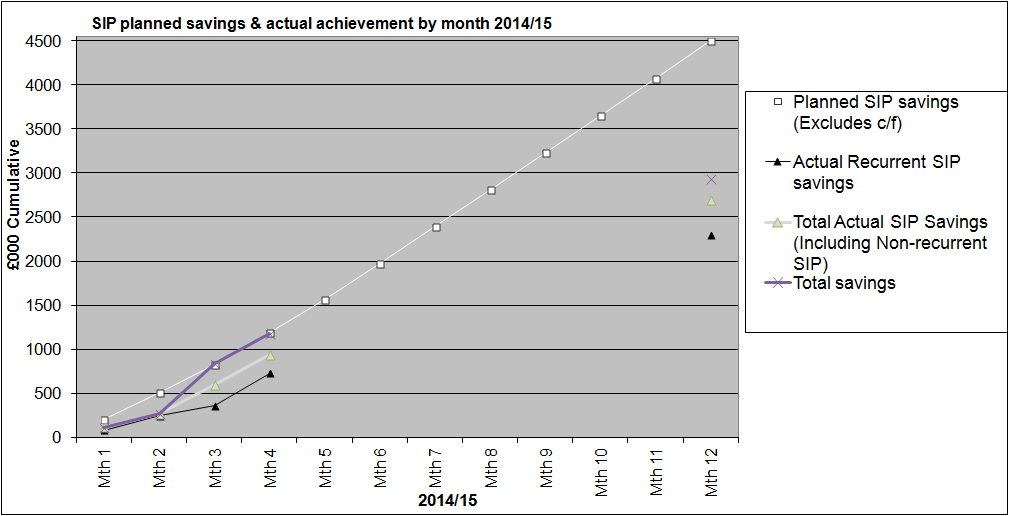 SIP planned savings & actual achievement by month 2014/15
£000 Cumulative
4500
4000
3500
3000
2500
2000
1500
1000
500
0
Mth 1
Mth 2
Mth 3
Mth 4
Mth 5
Mth 6
Mth 7
Mth 8
Mth 9
Mth 10
Mth 11
Mth 12
2014/15
Planned SIP savings
(Excludes c/f)
Actual Recurrent SIP
savings
Total Actual SIP Savings
(Including Non-recurrent
SIP)
Total savings